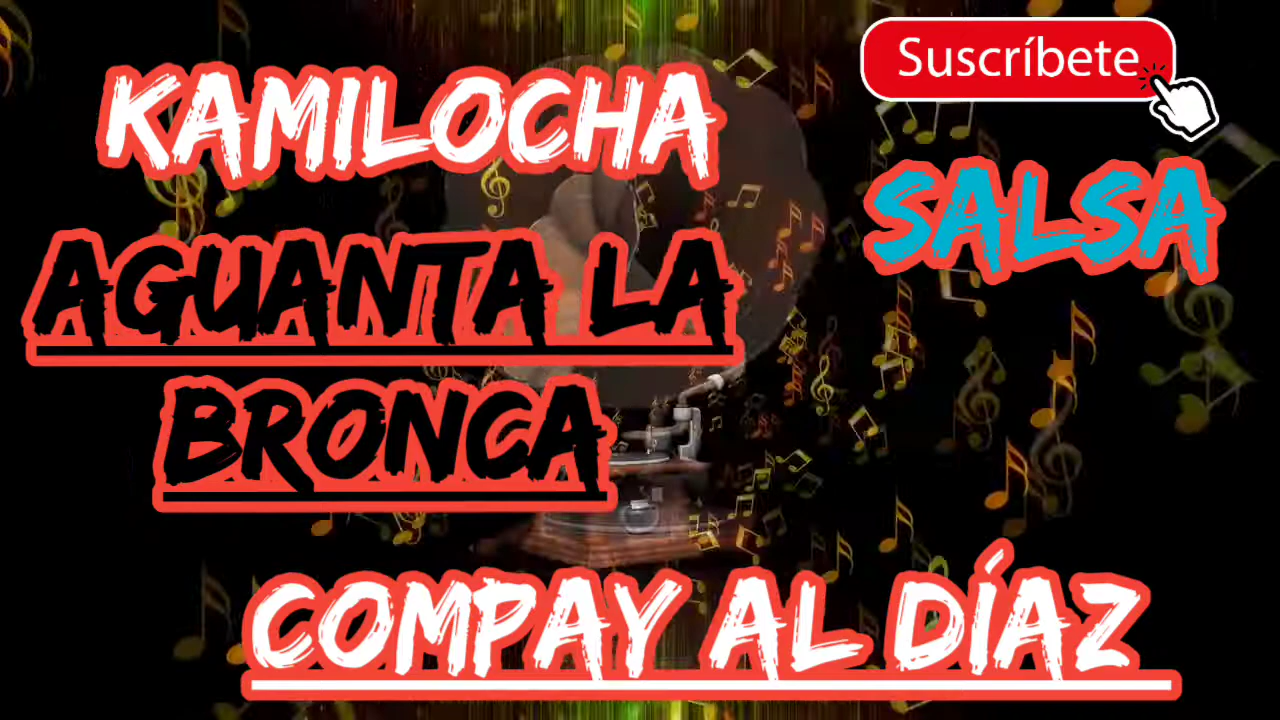 Suscríbete
KAMILOCHA
SALSA
AGUANTA LA
BRONCA
COMPAY AL DÍAZ